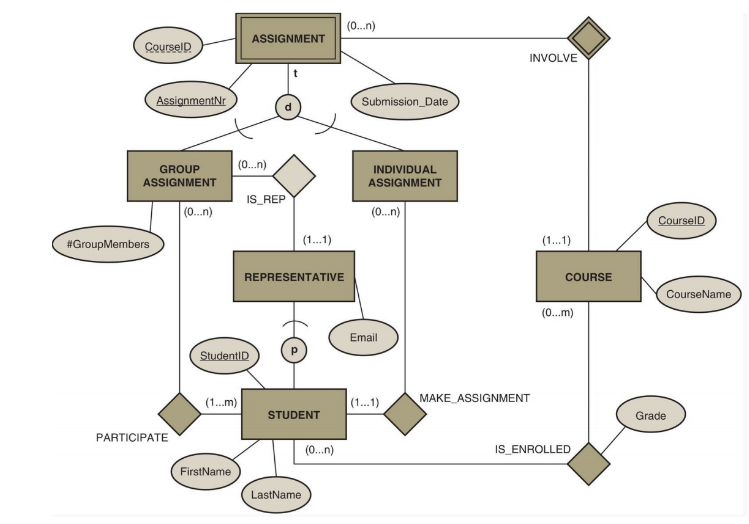 (0...n)
ASSIGNMENT
CourseID
INVOLVE
t
AssignmentNr
d
Submission_Date
GROUP
ASSIGNMENT
(0...n)
INDIVIDUAL
ASSIGNMENT
IS_REP
(0...n)
(0...n)
CourseID
#GroupMembers
(1...1)
(1...1)
REPRESENTATIVE
COURSE
CourseName
(0...m)
Email
StudentID
p
(1...m)
STUDENT
(1...1)
MAKE_ASSIGNMENT
Grade
PARTICIPATE
(0...n)
IS_ENROLLED
FirstName
LastName